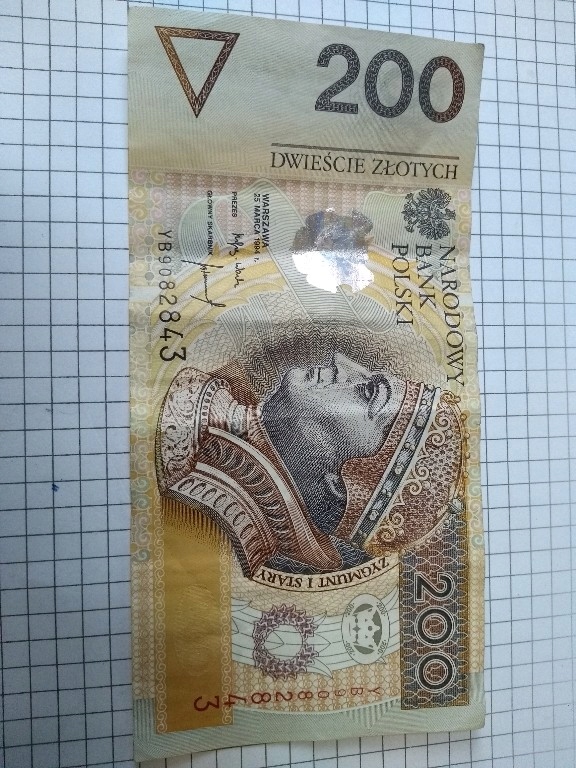 200
DWIEŚCIE ZŁOTYCH
NARODOWY
BANK
POLSKI
WARSZAWA
25 MARCA 1994 r.
PREZES
GŁÓWNY SKARBNIK
YB9082843
ZYGMUNT I STARY
200
YB9082843